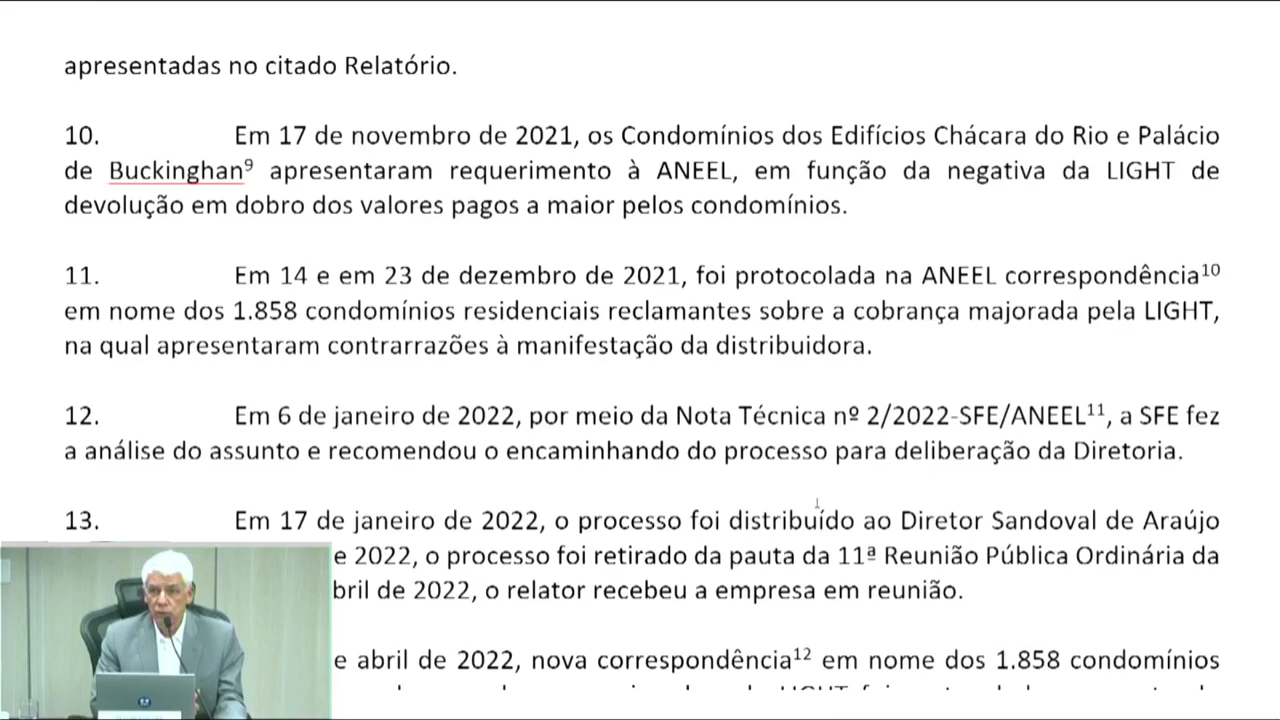 apresentadas no citado Relatório.
10. Em 17 de novembro de 2021, os Condomínios dos Edifícios Chácara do Rio e Palácio
de Buckinghan⁹ apresentaram requerimento à ANEEL, em função da negativa da LIGHT de
devolução em dobro dos valores pagos a maior pelos condomínios.
11. Em 14 e em 23 de dezembro de 2021, foi protocolada na ANEEL correspondência¹⁰
em nome dos 1.858 condomínios residenciais reclamantes sobre a cobrança majorada pela LIGHT,
na qual apresentaram contrarrazões à manifestação da distribuidora.
12. Em 6 de janeiro de 2022, por meio da Nota Técnica nº 2/2022-SFE/ANEEL¹¹, a SFE fez
a análise do assunto e recomendou o encaminhando do processo para deliberação da Diretoria.
13. Em 17 de janeiro de 2022, o processo foi distribuído ao Diretor Sandoval de Araújo
e 2022, o processo foi retirado da pauta da 11ª Reunião Pública Ordinária da
bril de 2022, o relator recebeu a empresa em reunião.
e abril de 2022, nova correspondência¹² em nome dos 1.858 condomínios